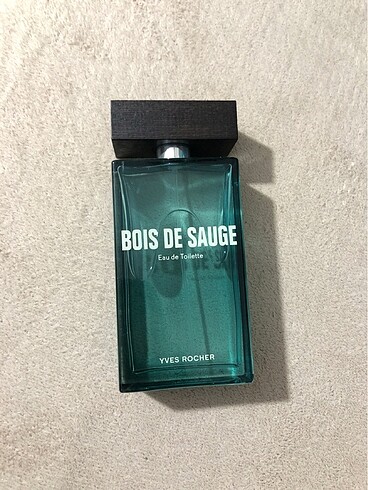 BOIS DE SAUGE
Eau de Toilette
YVES ROCHER